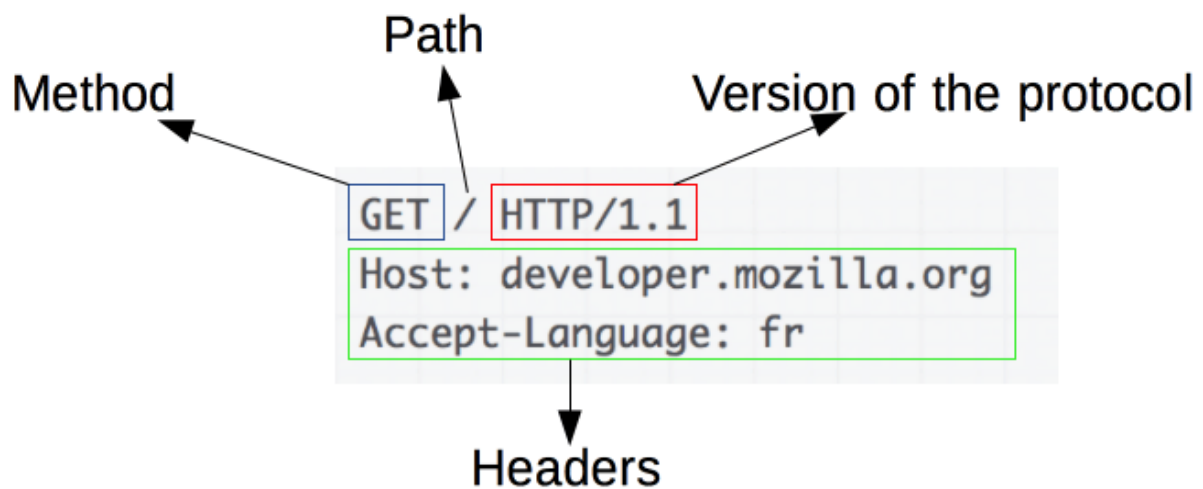 Path
Method
Version of the protocol
GET / HTTP/1.1
Host: developer.mozilla.org
Accept-Language: fr
Headers